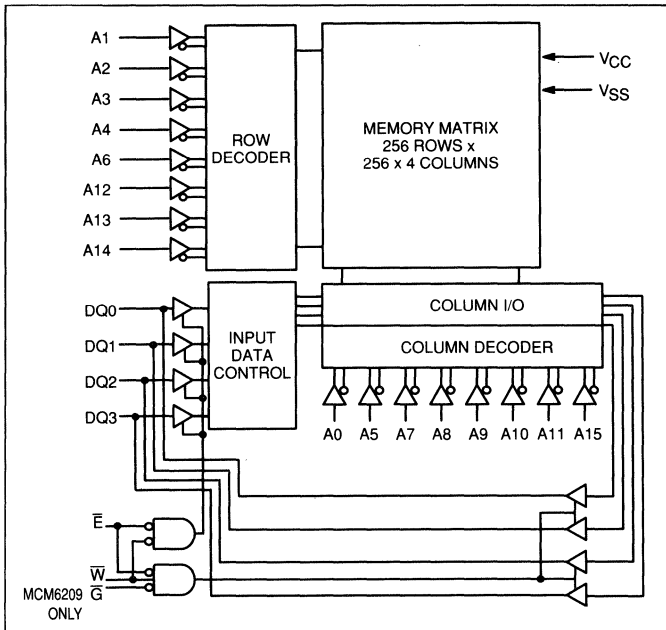 A1
A2
A3
A4
A6
A12
A13
A14
ROW
DECODER
MEMORY MATRIX
256 ROWS x
256 x 4 COLUMNS
VCC
VSS
DQ0
DQ1
DQ2
DQ3
INPUT
DATA
CONTROL
COLUMN I/O
COLUMN DECODER
A0 A5 A7 A8 A9 A10 A11 A15
E̅
W̅
MCM6209 G̅
ONLY